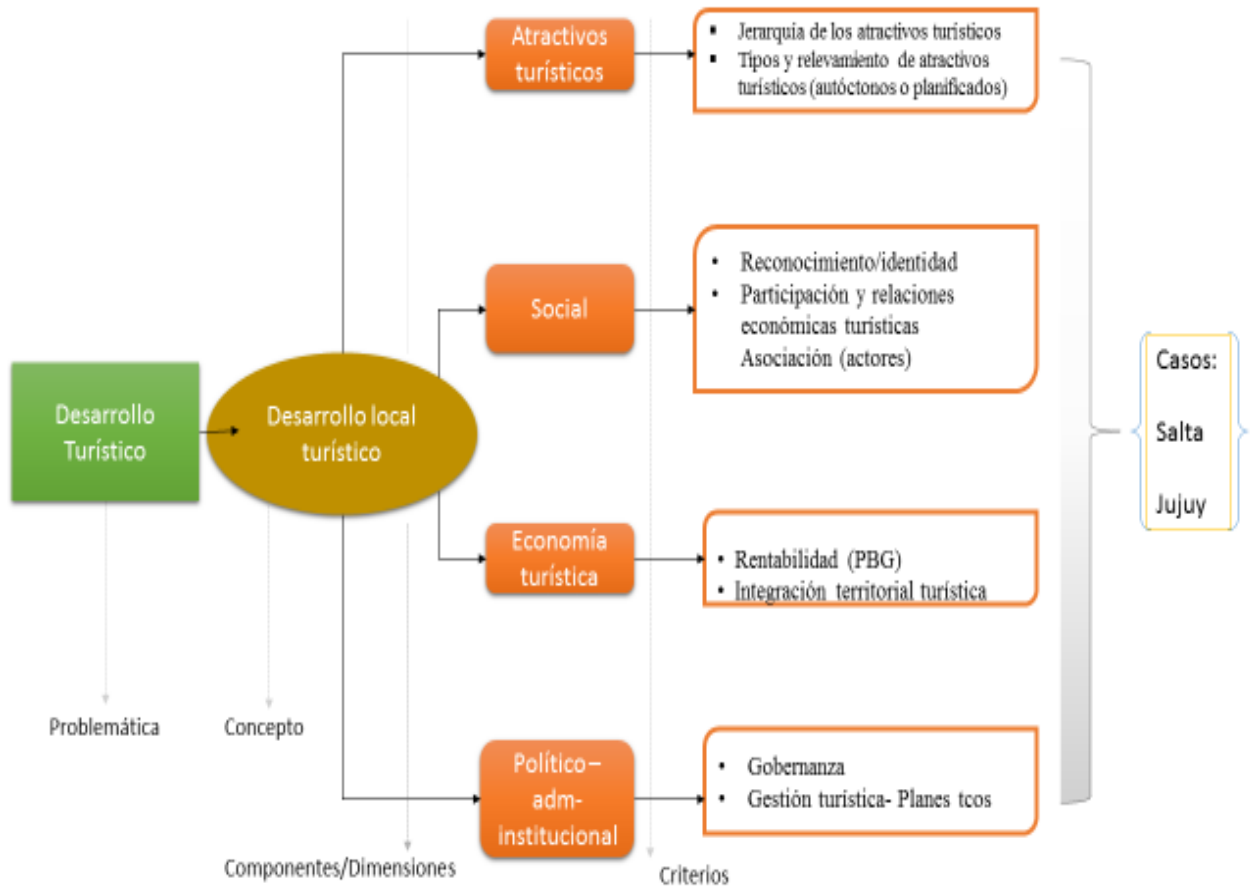 Atractivos
turísticos
▪ Jerarquía de los atractivos turísticos
▪ Tipos y relevamiento de atractivos
turísticos (autóctonos o planificados)
Social
• Reconocimiento/identidad
• Participación y relaciones
económicas turísticas
Asociación (actores)
Desarrollo
Turístico
Desarrollo local
turístico
Casos:
Salta
Jujuy
Economía
turística
• Rentabilidad (PBG)
• Integración territorial turística
Problemática
Concepto
Político –
adm-
institucional
• Gobernanza
• Gestión turística- Planes tcos
Componentes/Dimensiones
Criterios